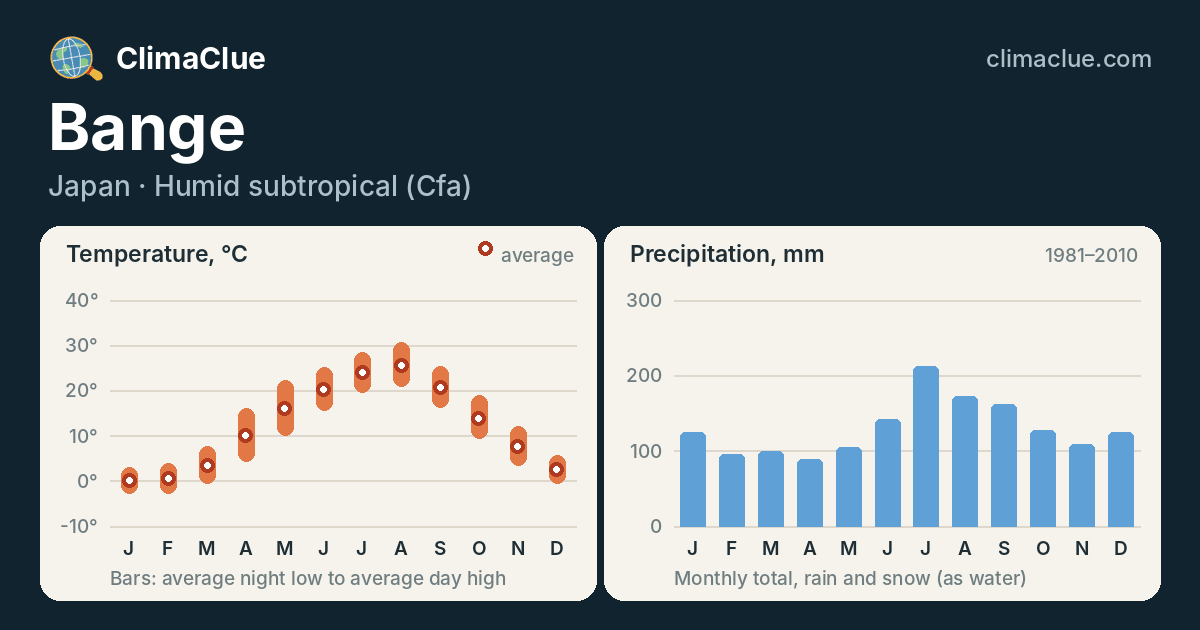 ClimaClue
climaclue.com
Bange
Japan · Humid subtropical (Cfa)
Temperature, °C
average
40°
30°
20°
10°
0°
-10°
J F M A M J J A S O N D
Bars: average night low to average day high
Precipitation, mm
1981–2010
300
200
100
0
J F M A M J J A S O N D
Monthly total, rain and snow (as water)